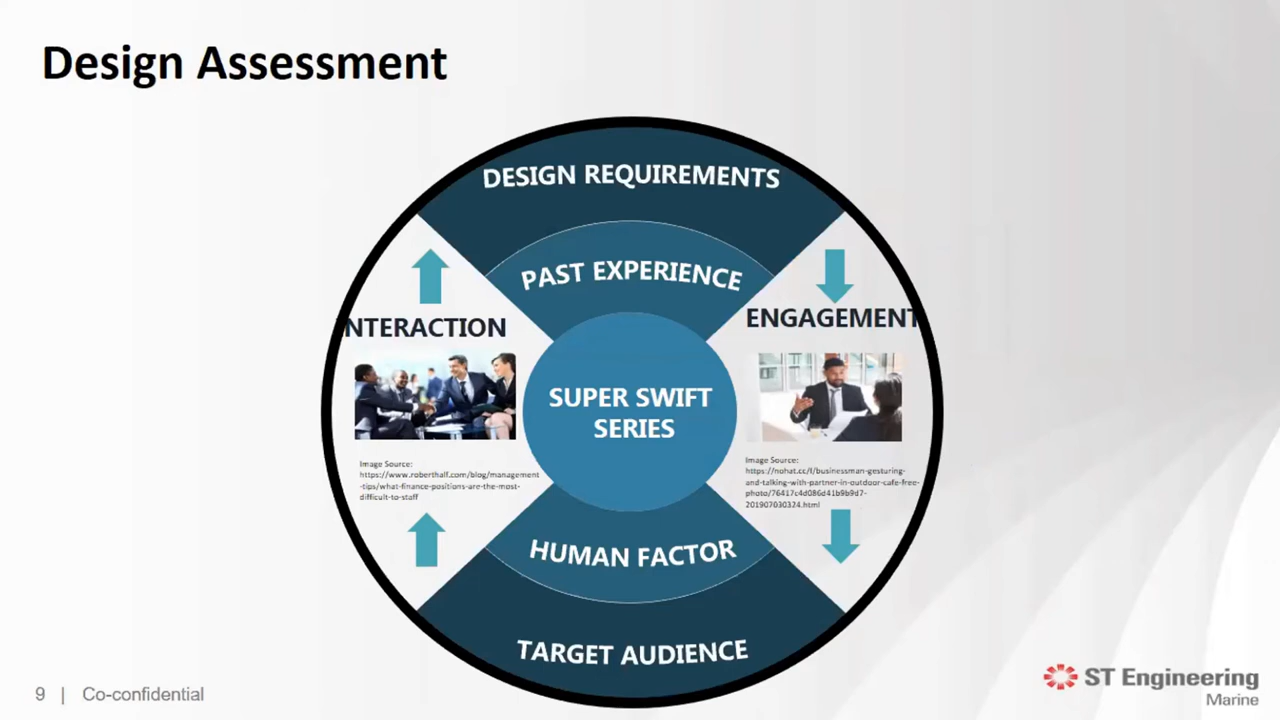 Design Assessment
DESIGN REQUIREMENTS
PAST EXPERIENCE
NTERACTION
ENGAGEMENT
SUPER SWIFT
SERIES
Image Source:
https://www.roberthalf.com/blog/management
-tips/what-finance-positions-are-the-most-
difficult-to-staff
Image Source:
https://nohat.cc/f/businessman-gesturing-
and-talking-with-partner-in-outdoor-cafe-free-
photo/76417c4d086d41b9b9d7-
201907030324.html
HUMAN FACTOR
TARGET AUDIENCE
9 | Co-confidential
ST Engineering
Marine